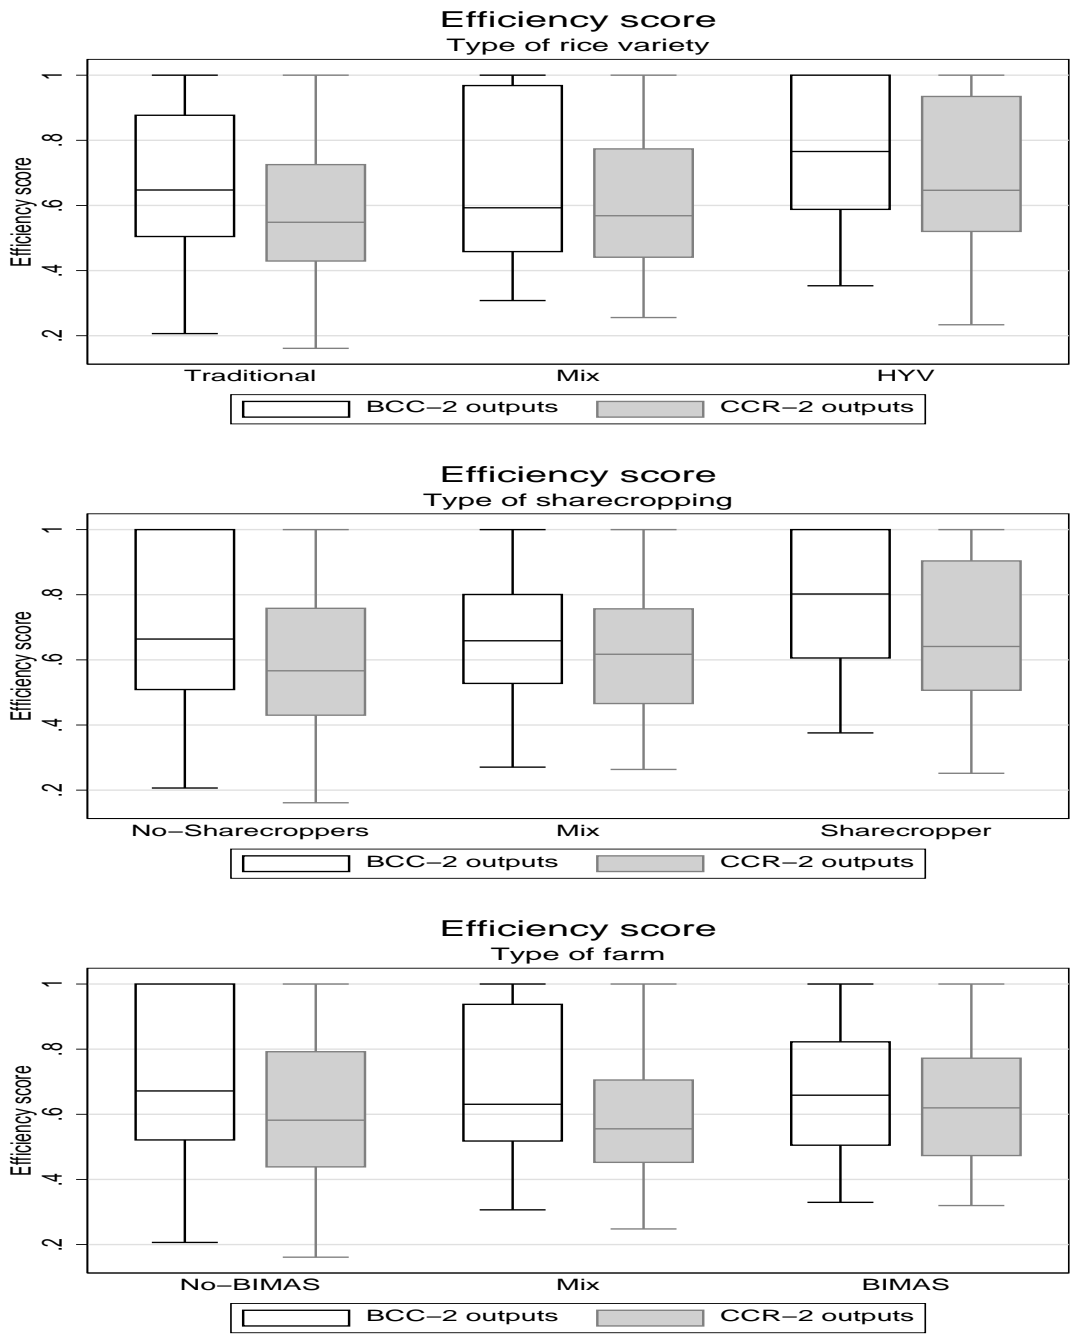 Efficiency score
Type of rice variety
Efficiency score
1
.8
.6
.4
.2
Traditional Mix HYV
BCC−2 outputs CCR−2 outputs
Efficiency score
Type of sharecropping
Efficiency score
1
.8
.6
.4
.2
No−Sharecroppers Mix Sharecropper
BCC−2 outputs CCR−2 outputs
Efficiency score
Type of farm
Efficiency score
1
.8
.6
.4
.2
No−BIMAS Mix BIMAS
BCC−2 outputs CCR−2 outputs